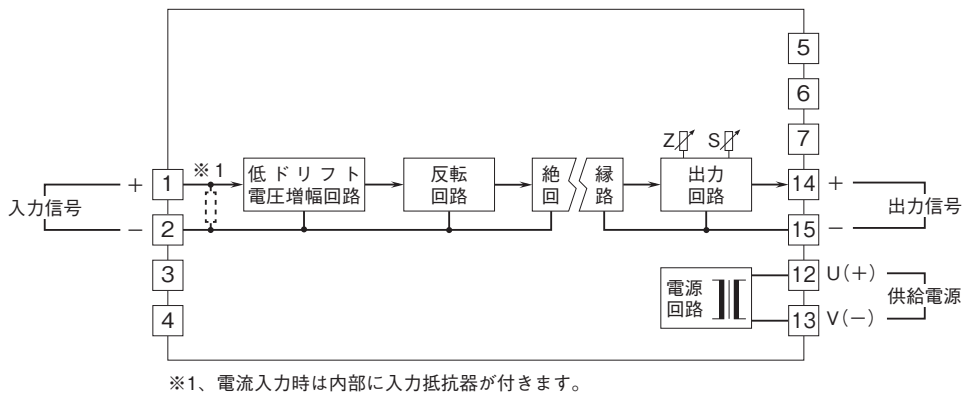 5
6
7
Z S
※1
+ 1
低ドリフト
電圧増幅回路
反転
回路
絶 縁
回 路
出力
回路
14 +
入力信号
出力信号
− 2
15 −
3
4
電源
回路
12 U(+)
供給電源
13 V(−)
※1、電流入力時は内部に入力抵抗器が付きます。